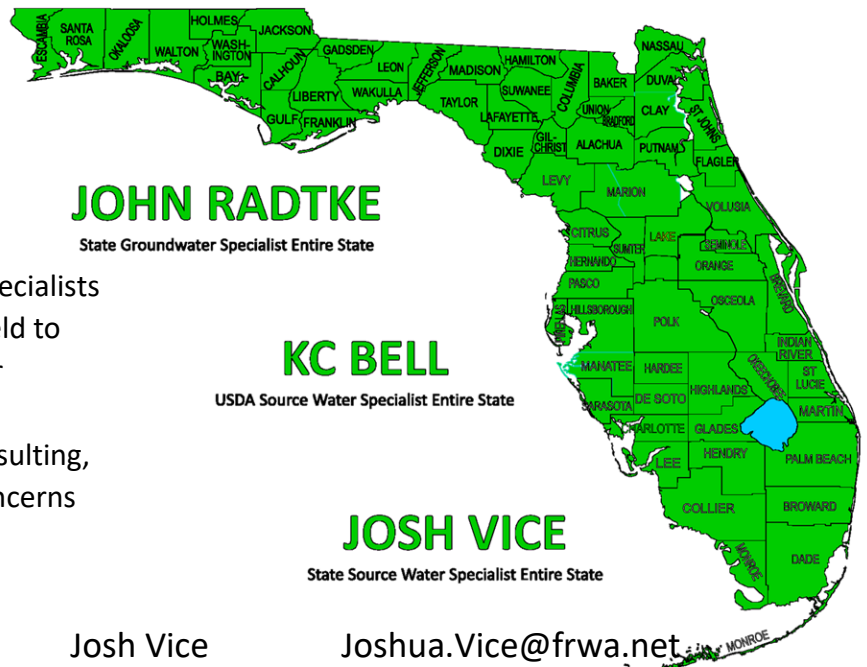 HOLMES
JACKSON
ESCAMBIA
SANTA
ROSA
OKALOOSA
WALTON
WASH-
INGTON
BAY
CALHOUN
GADSDEN
LEON
JEFFERSON
MADISON
HAMILTON
COLUMBIA
NASSAU
DUVAL
BAKER
LIBERTY
WAKULLA
GULF
FRANKLIN
TAYLOR
SUWANEE
LAFAYETTE
UNION
BRADFORD
CLAY
ST JOHNS
DIXIE
GIL-
CHRIST
ALACHUA
PUTNAM
FLAGLER
LEVY
MARION
VOLUSIA
JOHN RADTKE
State Groundwater Specialist Entire State
CITRUS
SUMTER
LAKE
SEMINOLE
HERNANDO
ORANGE
BREVARD
PASCO
OSCEOLA
ecialists
eld to
PINELLAS
HILLSBOROUGH
POLK
INDIAN
RIVER
KC BELL
USDA Source Water Specialist Entire State
MANATEE
HARDEE
OKEECHOBEE
ST
LUCIE
HIGHLANDS
SARASOTA
DE SOTO
MARTIN
CHARLOTTE
GLADES
sulting,
ncerns
LEE
HENDRY
PALM BEACH
COLLIER
BROWARD
JOSH VICE
State Source Water Specialist Entire State
MONROE
DADE
MONROE
Josh Vice Joshua.Vice@frwa.net